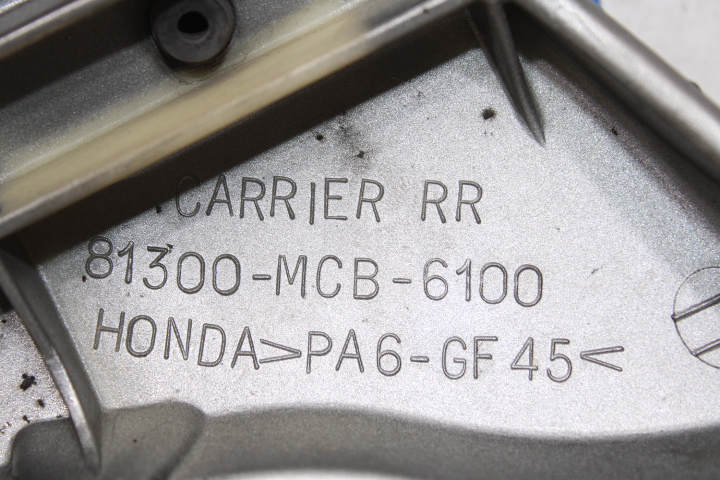 CARRIER RR
81300-MCB-6100
HONDA>PA6-GF45<